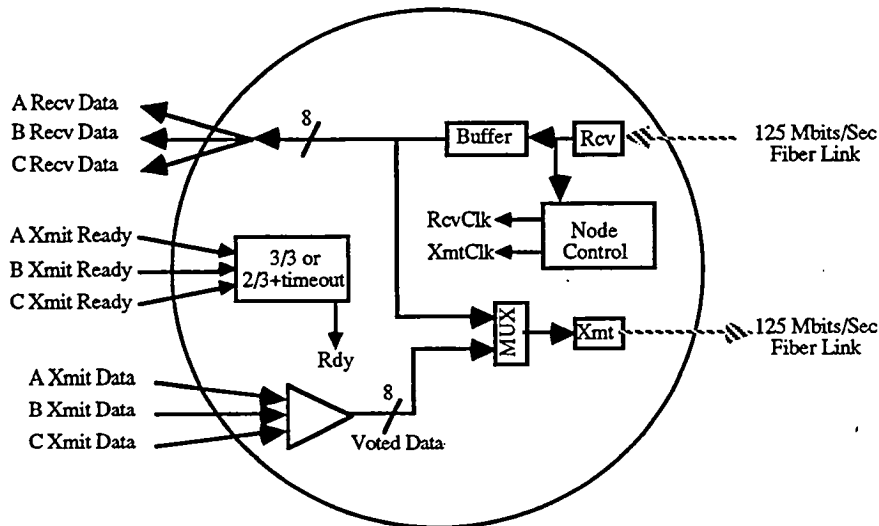 A Recv Data
B Recv Data
C Recv Data
8
Buffer
Rcv
125 Mbits/Sec
Fiber Link
RcvClk
XmtClk
Node
Control
A Xmit Ready
B Xmit Ready
C Xmit Ready
3/3 or
2/3+timeout
Rdy
MUX
Xmt
125 Mbits/Sec
Fiber Link
A Xmit Data
B Xmit Data
C Xmit Data
8
Voted Data